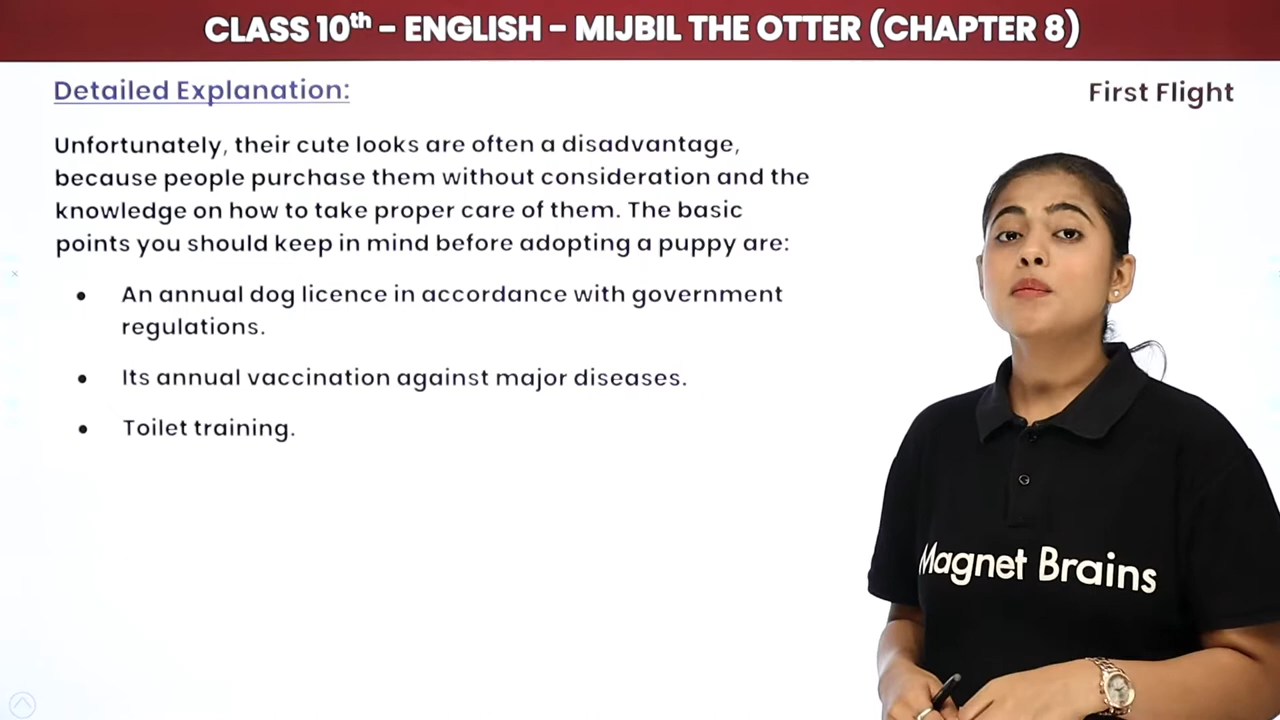 CLASS 10th – ENGLISH – MIJBIL THE OTTER (CHAPTER 8)
Detailed Explanation:
First Flight
Unfortunately, their cute looks are often a disadvantage,
because people purchase them without consideration and the
knowledge on how to take proper care of them. The basic
points you should keep in mind before adopting a puppy are:
• An annual dog licence in accordance with government
regulations.
• Its annual vaccination against major diseases.
• Toilet training.
Magnet Brains